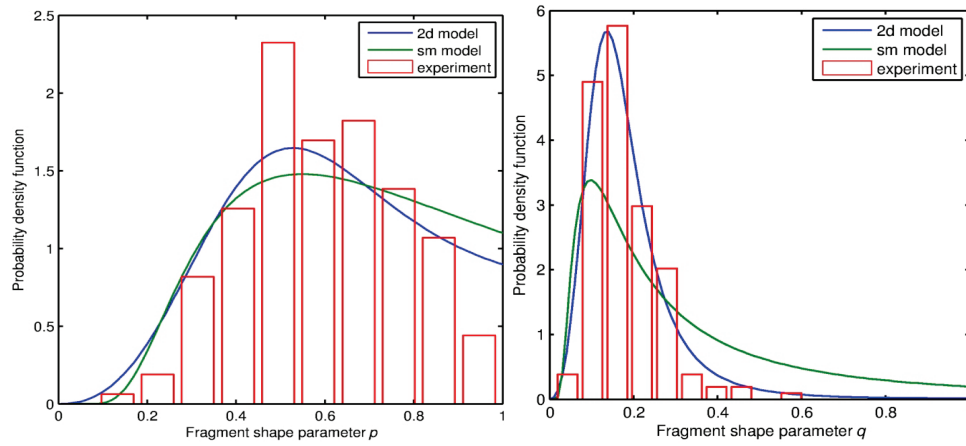 2.5
2
1.5
1
0.5
0
0 0.2 0.4 0.6 0.8 1
Probability density function
Fragment shape parameter p
2d model
sm model
experiment
6
5
4
3
2
1
0
0 0.2 0.4 0.6 0.8
Probability density function
Fragment shape parameter q
2d model
sm model
experiment